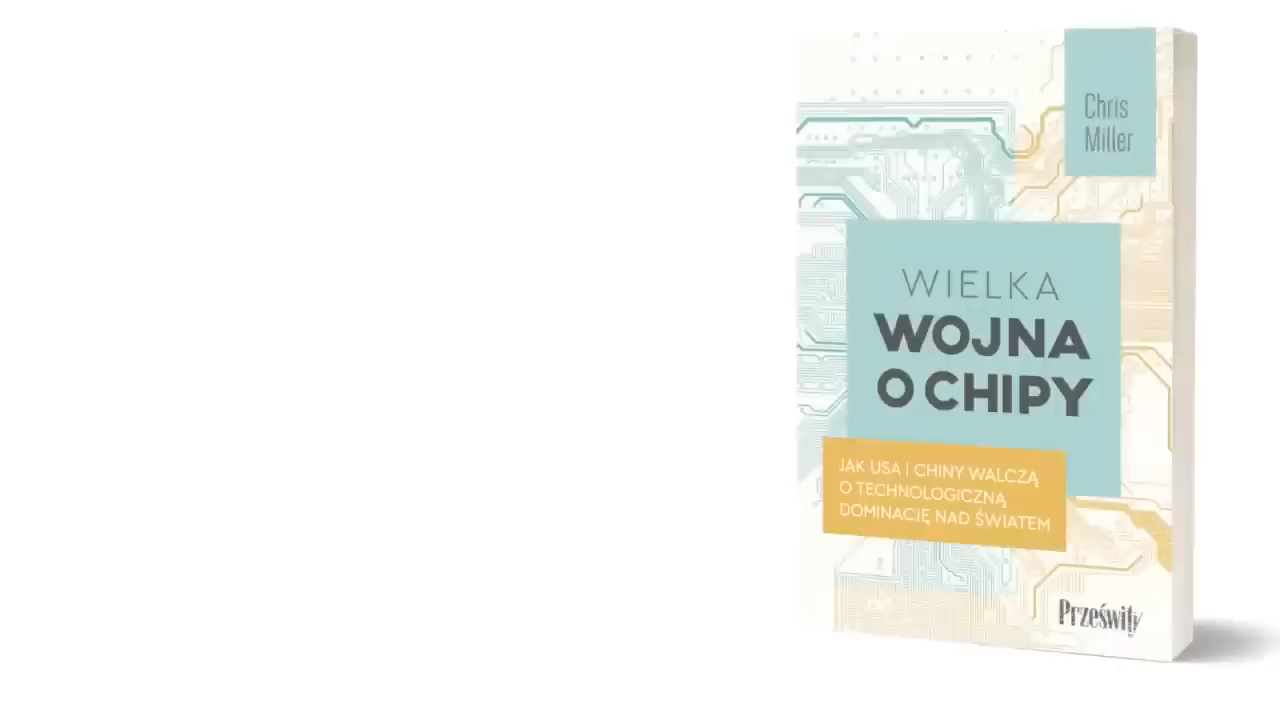 Chris
Miller
WIELKA
WOJNA
O CHIPY
JAK USA I CHINY WALCZĄ
O TECHNOLOGICZNĄ
DOMINACJĘ NAD ŚWIATEM
Prześwity